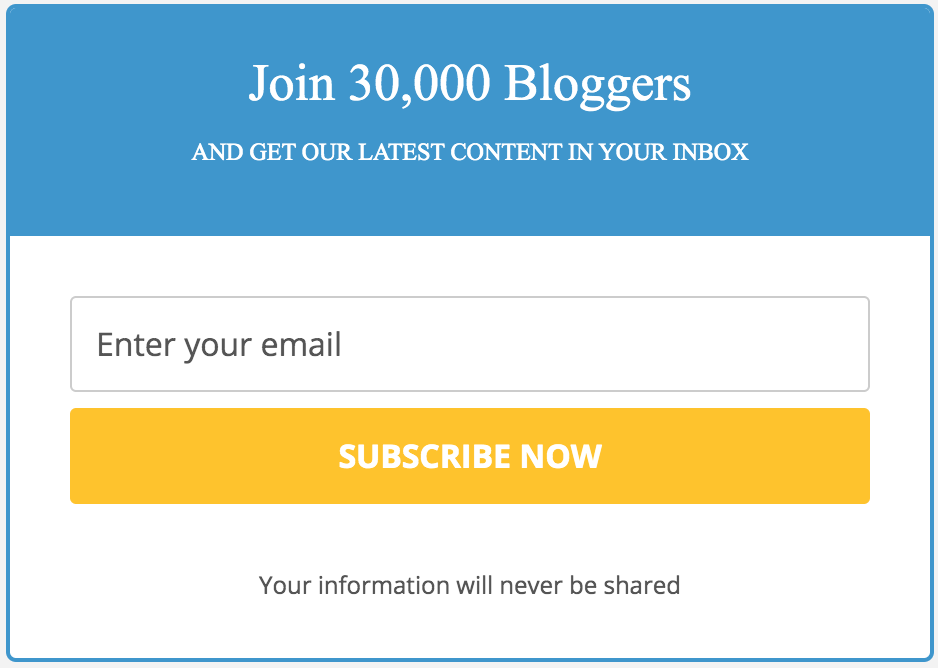 Join 30,000 Bloggers
AND GET OUR LATEST CONTENT IN YOUR INBOX
Enter your email
SUBSCRIBE NOW
Your information will never be shared